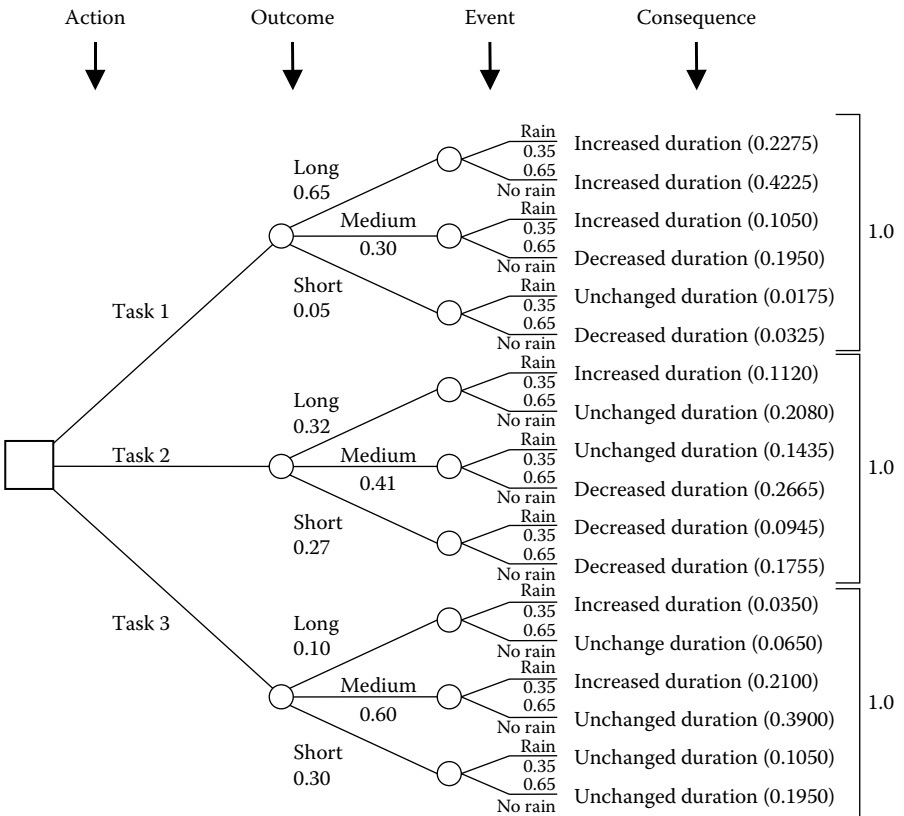 Action Outcome Event Consequence
Rain
Long 0.35 Increased duration (0.2275)
0.65 0.65 Increased duration (0.4225)
No rain
Rain
Medium 0.35 Increased duration (0.1050)
0.30 0.65 Decreased duration (0.1950)
No rain
1.0
Rain
Short 0.35 Unchanged duration (0.0175)
0.05 0.65 Decreased duration (0.0325)
No rain
Task 1
Rain
Long 0.35 Increased duration (0.1120)
0.32 0.65 Unchanged duration (0.2080)
No rain
Task 2
Rain
Medium 0.35 Unchanged duration (0.1435)
0.41 0.65 Decreased duration (0.2665)
No rain
1.0
Rain
Short 0.35 Decreased duration (0.0945)
0.27 0.65 Decreased duration (0.1755)
No rain
Task 3
Rain
Long 0.35 Increased duration (0.0350)
0.10 0.65 Unchange duration (0.0650)
No rain
Rain
Medium 0.35 Increased duration (0.2100)
0.60 0.65 Unchanged duration (0.3900)
No rain
1.0
Rain
Short 0.35 Unchanged duration (0.1050)
0.30 0.65 Unchanged duration (0.1950)
No rain